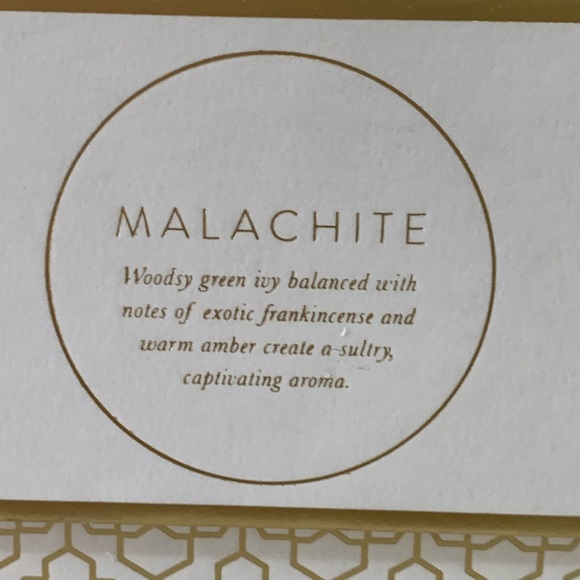 MALACHITE
Woodsy green ivy balanced with
notes of exotic frankincense and
warm amber create a sultry,
captivating aroma.